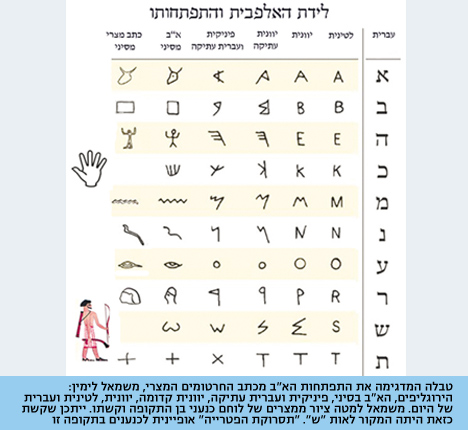 לידת האלפבית והתפתחותו
עברית לטינית יוונית יוונית עתיקה פיניקית ועברית עתיקה א"ב מסיני כתב מצרי מסיני
א A A A
ב B B
ה E E
כ K K
מ M M
נ N N
ע O O O
ר R P
ש S Σ
ת T T T
טבלה המדגימה את התפתחות הא"ב מכתב החרטומים המצרי, משמאל לימין:
הירוגליפים, הא"ב בסיני, פיניקית ועברית עתיקה, יוונית קדומה, יוונית, לטינית ועברית
של היום. משמאל למטה ציור ממצרים של לוחם כנעני בן התקופה וקשתו. ייתכן שקשת
כזאת היתה המקור לאות "ש". "תסרוקת הפטרייה" אופיינית לכנענים בתקופה זו